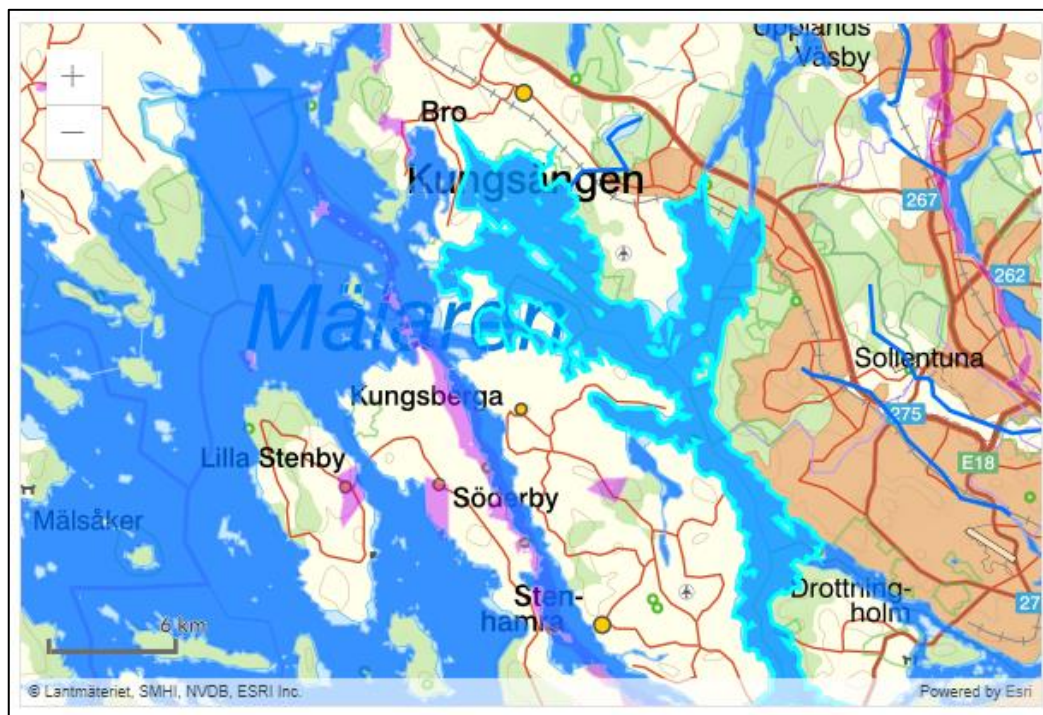 Upplands
Väsby
+
−
Bro
Kungsängen
267
262
Mälaren
Sollentuna
Kungsberga
275
Lilla Stenby
E18
Söderby
Mälsåker
Sten-
hamra
Drottning-
holm
27
6 km
© Lantmäteriet, SMHI, NVDB, ESRI Inc.
Powered by Esri